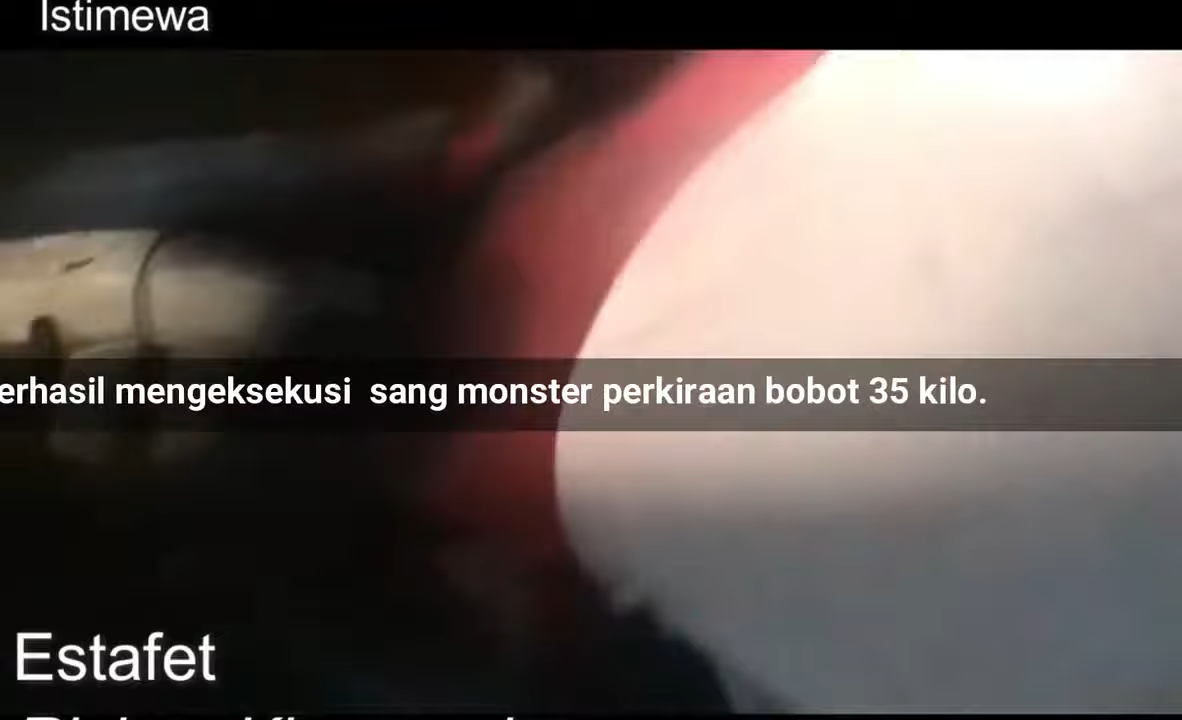 Istimewa
erhasil mengeksekusi  sang monster perkiraan bobot 35 kilo.
Estafet